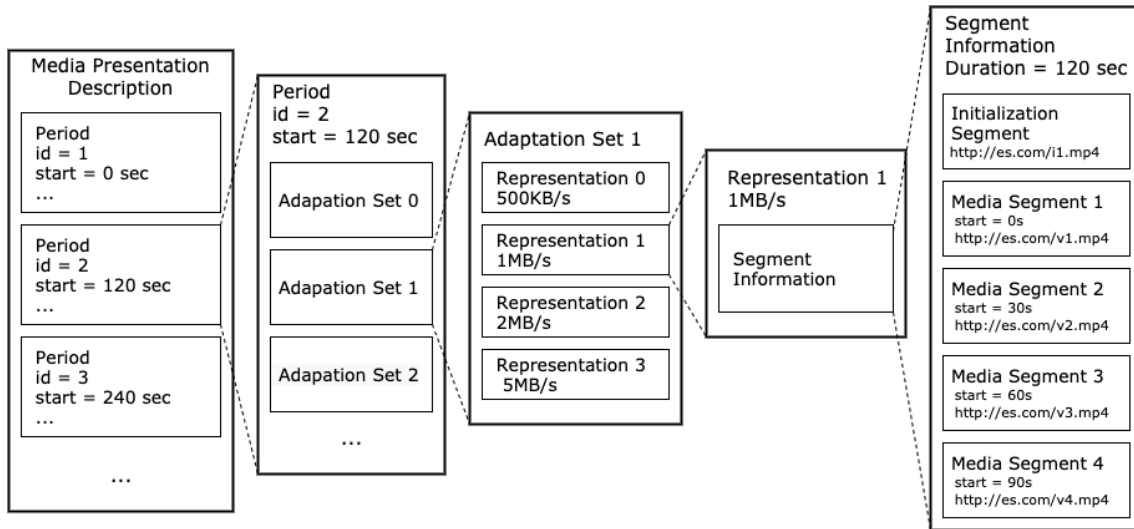 Media Presentation
Description
Period
id = 1
start = 0 sec
...
Period
id = 2
start = 120 sec
...
Period
id = 3
start = 240 sec
...
...
Period
id = 2
start = 120 sec
Adapation Set 0
Adapation Set 1
Adapation Set 2
...
Adaptation Set 1
Representation 0
500KB/s
Representation 1
1MB/s
Representation 2
2MB/s
Representation 3
5MB/s
Representation 1
1MB/s
Segment
Information
Segment
Information
Duration = 120 sec
Initialization
Segment
http://es.com/i1.mp4
Media Segment 1
start = 0s
http://es.com/v1.mp4
Media Segment 2
start = 30s
http://es.com/v2.mp4
Media Segment 3
start = 60s
http://es.com/v3.mp4
Media Segment 4
start = 90s
http://es.com/v4.mp4